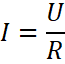 I = U/R